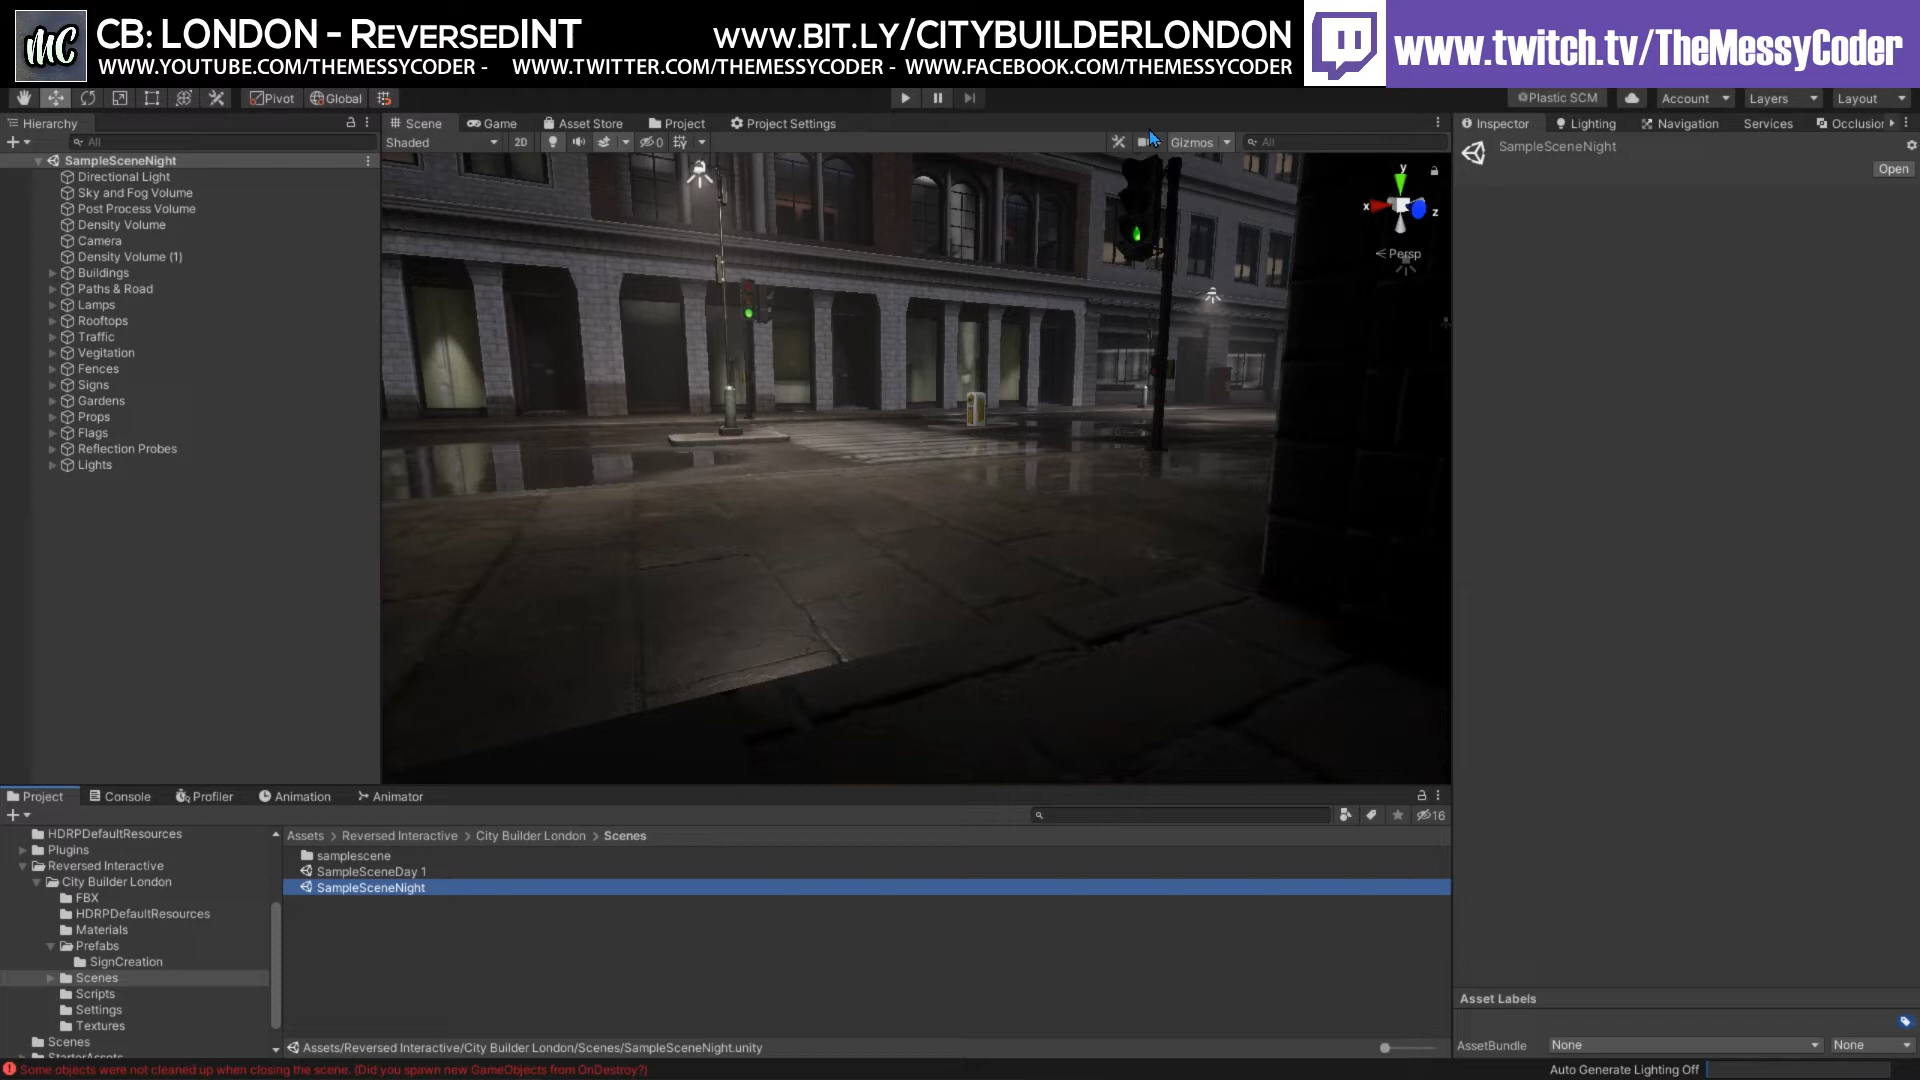 CB: LONDON - REVERSEDINT
WWW.BIT.LY/CITYBUILDERLONDON
www.twitch.tv/TheMessyCoder
MC
WWW.YOUTUBE.COM/THEMESSYCODER - WWW.TWITTER.COM/THEMESSYCODER - WWW.FACEBOOK.COM/THEMESSYCODER
Pivot Global
Plastic SCM Account Layers Layout
Hierarchy
Scene Game Asset Store Project Project Settings
Inspector Lighting Navigation Services Occlusion
All
Shaded 2D 0 Gizmos All
SampleSceneNight
Open
SampleSceneNight
Directional Light
Sky and Fog Volume
Post Process Volume
Density Volume
Camera
Density Volume (1)
Buildings
Paths & Road
Lamps
Rooftops
Traffic
Vegitation
Fences
Signs
Gardens
Props
Flags
Reflection Probes
Lights
y
x
z
Persp
Project Console Profiler Animation Animator
16
HDRPDefaultResources
Plugins
Reversed Interactive
City Builder London
FBX
HDRPDefaultResources
Materials
Prefabs
SignCreation
Scenes
Scripts
Settings
Textures
Scenes
StarterAssets
Assets > Reversed Interactive > City Builder London > Scenes
samplescene
SampleSceneDay 1
SampleSceneNight
Assets/Reversed Interactive/City Builder London/Scenes/SampleSceneNight.unity
Asset Labels
AssetBundle None None
Some objects were not cleaned up when closing the scene. (Did you spawn new GameObjects from OnDestroy?)
Auto Generate Lighting Off